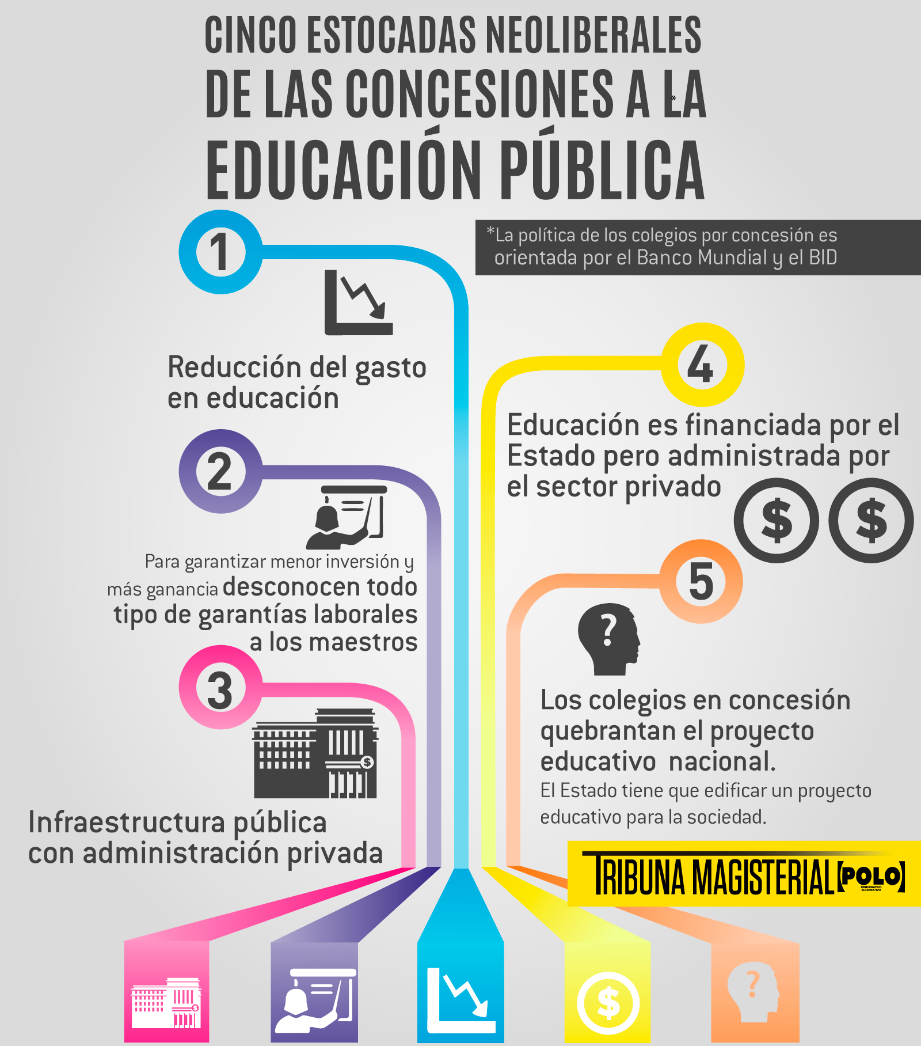 CINCO ESTOCADAS NEOLIBERALES
DE LAS CONCESIONES A LA*
EDUCACIÓN PÚBLICA
*La política de los colegios por concesión es
orientada por el Banco Mundial y el BID
1
Reducción del gasto
en educación
2
Para garantizar menor inversión y
más ganancia desconocen todo
tipo de garantías laborales
a los maestros
3
$
Infraestructura pública
con administración privada
4
Educación es financiada por el
Estado pero administrada por
el sector privado
$ $
5
?
Los colegios en concesión
quebrantan el proyecto
educativo nacional.
El Estado tiene que edificar un proyecto
educativo para la sociedad.
TRIBUNA MAGISTERIAL [POLO]
$
?